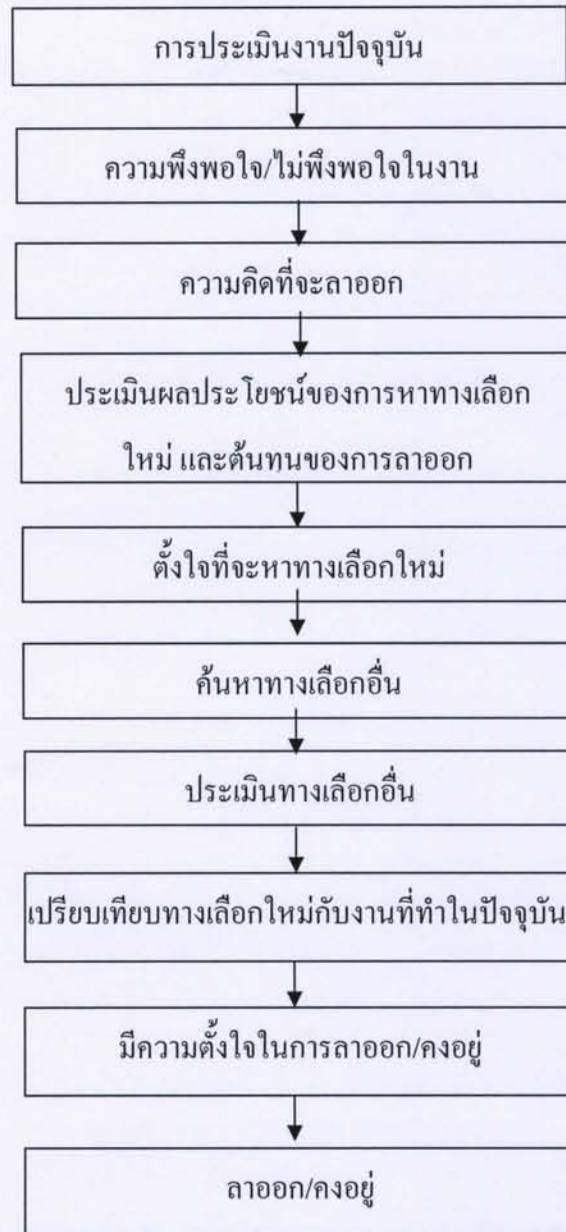 การประเมินงานปัจจุบัน
ความพึงพอใจ/ไม่พึงพอใจในงาน
ความคิดที่จะลาออก
ประเมินผลประโยชน์ของการหาทางเลือก
ใหม่ และต้นทุนของการลาออก
ตั้งใจที่จะหาทางเลือกใหม่
ค้นหาทางเลือกอื่น
ประเมินทางเลือกอื่น
เปรียบเทียบทางเลือกใหม่กับงานที่ทำในปัจจุบัน
มีความตั้งใจในการลาออก/คงอยู่
ลาออก/คงอยู่